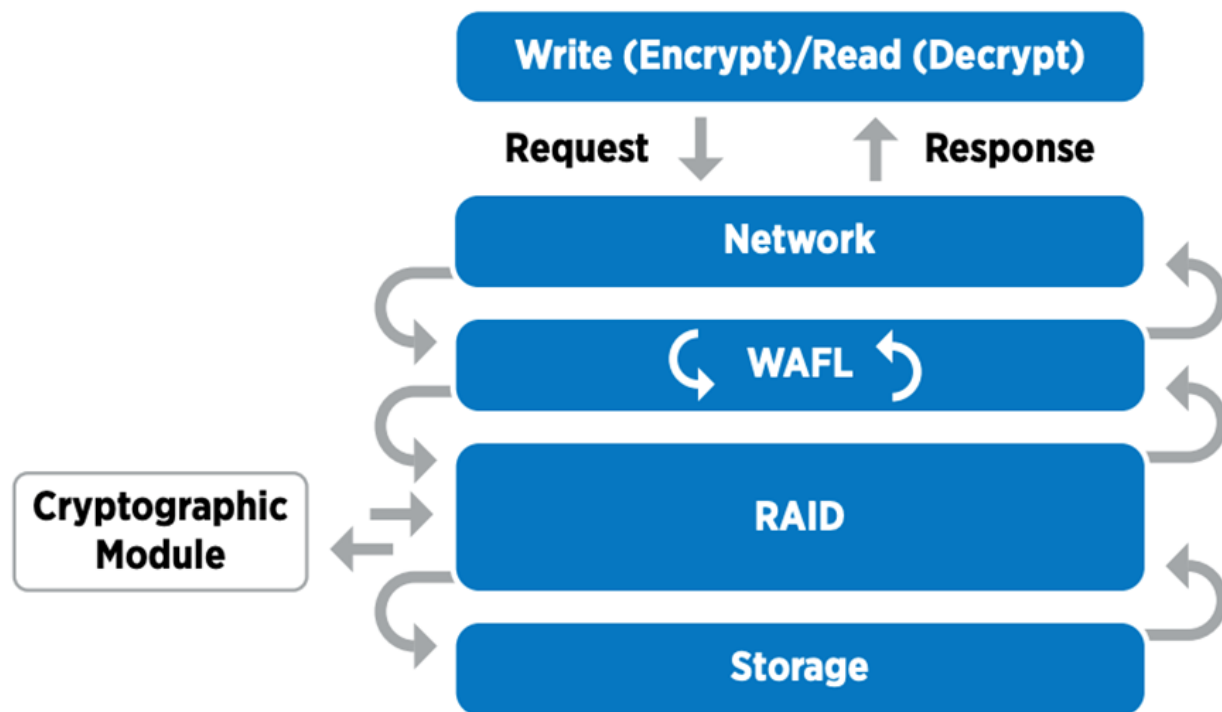 Write (Encrypt)/Read (Decrypt)
Request
Response
Network
WAFL
RAID
Cryptographic
Module
Storage